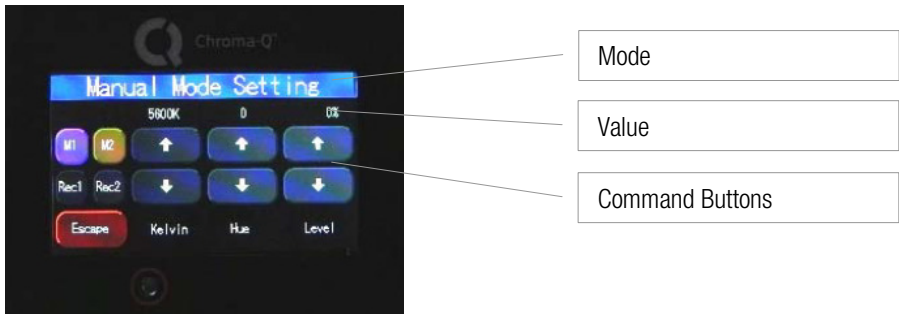 Chroma-Q™
Manual Mode Setting
5600K 0 0%
M1 M2
Rec1 Rec2
Escape Kelvin Hue Level
Mode
Value
Command Buttons